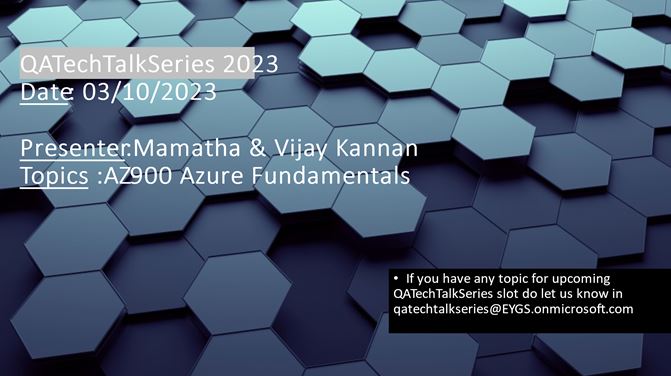 QATechTalkSeries 2023
Date: 03/10/2023
Presenter:Mamatha & Vijay Kannan
Topics :AZ900 Azure Fundamentals
• If you have any topic for upcoming
QATechTalkSeries slot do let us know in
qatechtalkseries@EYGS.onmicrosoft.com